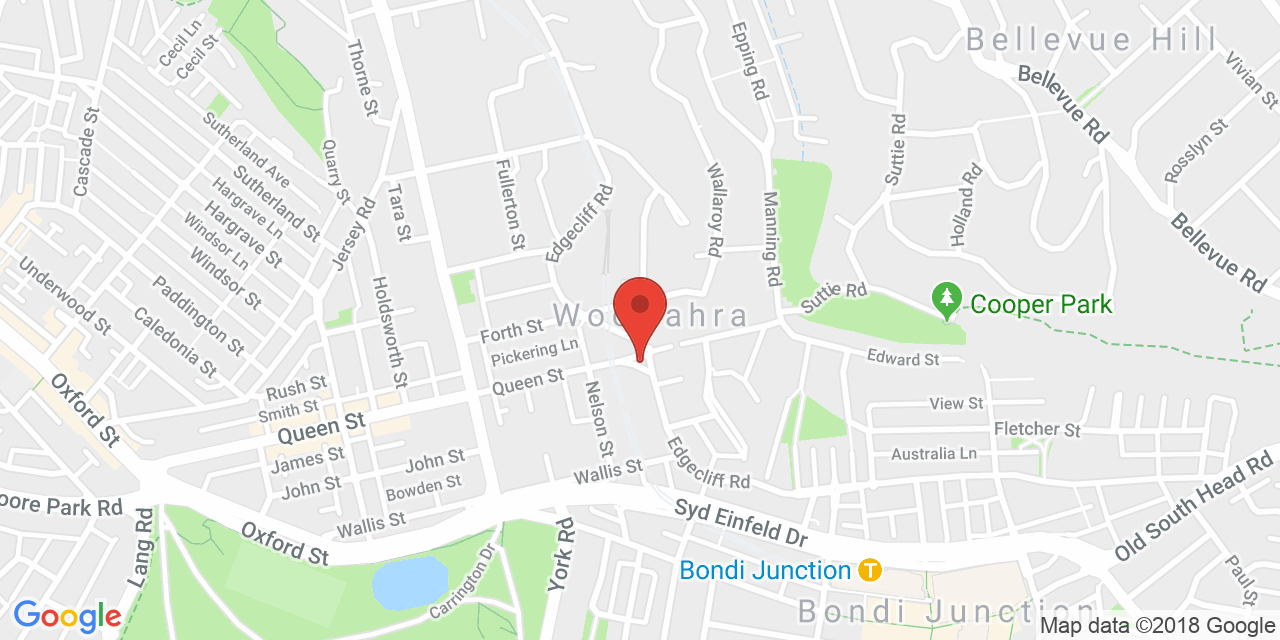 Cecil Ln
Cecil St
Thorne St
Epping Rd
Bellevue Hill
Vivian St
Bellevue Rd
Cascade St
Sutherland Ave
Quarry St
Suttie Rd
Rosslyn St
Hargrave Ln
Sutherland St
Fullerton St
Wallaroy Rd
Holland Rd
Tara St
Edgecliff Rd
Manning Rd
Windsor Ln
Hargrave St
Jersey Rd
Windsor St
Bellevue Rd
Underwood St
Paddington St
Caledonia St
Holdsworth St
Suttie Rd
Cooper Park
Forth St
Pickering Ln
Edward St
Queen St
Rush St
Smith St
Nelson St
View St
Oxford St
Queen St
Fletcher St
James St
John St
Australia Ln
Wallis St
Edgecliff Rd
John St
Bowden St
oore Park Rd
Lang Rd
Oxford St
Wallis St
York Rd
Syd Einfeld Dr
Old South Head Rd
Carrington Dr
Bondi Junction
T
Paul St
Bondi Junction
Google
Map data ©2018 Google